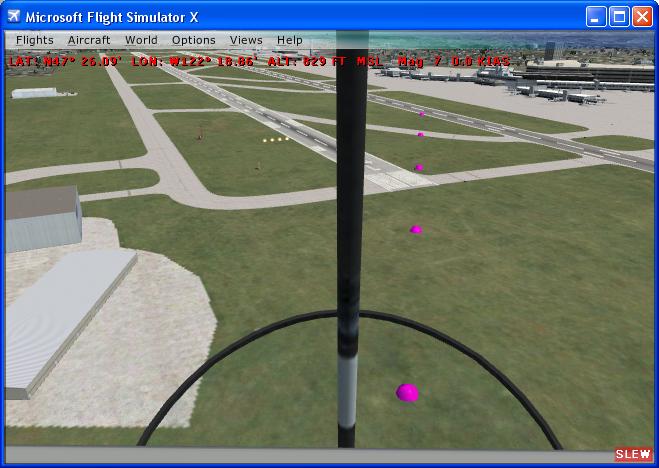 Microsoft Flight Simulator X
Flights Aircraft World Options Views Help
LAT: N47° 26.09' LON: W122° 18.86' ALT: 829 FT MSL Mag 7 0.0 KIAS
SLEW